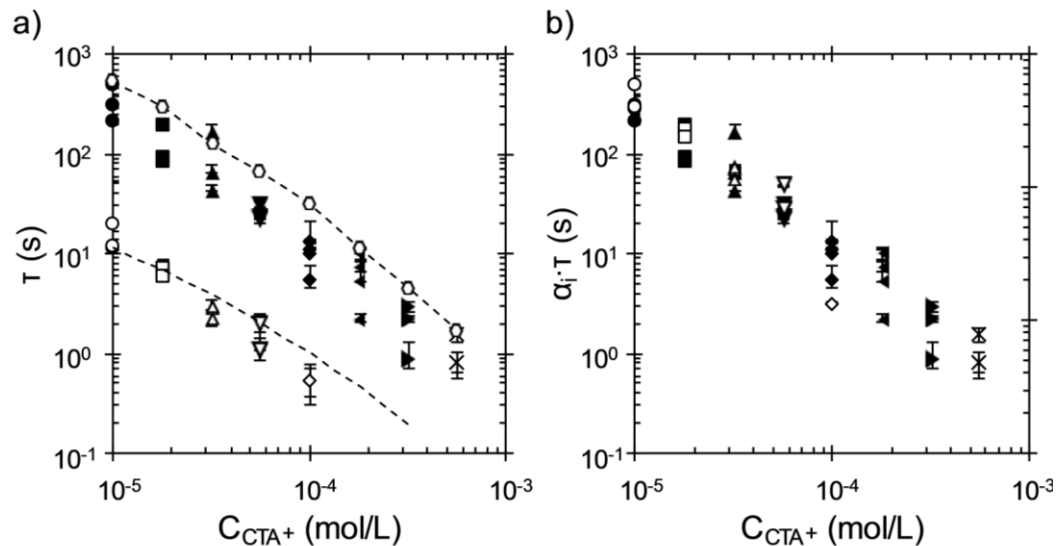 a)
b)
10³
10²
10¹
10⁰
10⁻¹
τ (s)
10⁻⁵
10⁻⁴
10⁻³
C_CTA⁺ (mol/L)
10³
10²
10¹
10⁰
10⁻¹
α_i·τ (s)
10⁻⁵
10⁻⁴
10⁻³
C_CTA⁺ (mol/L)